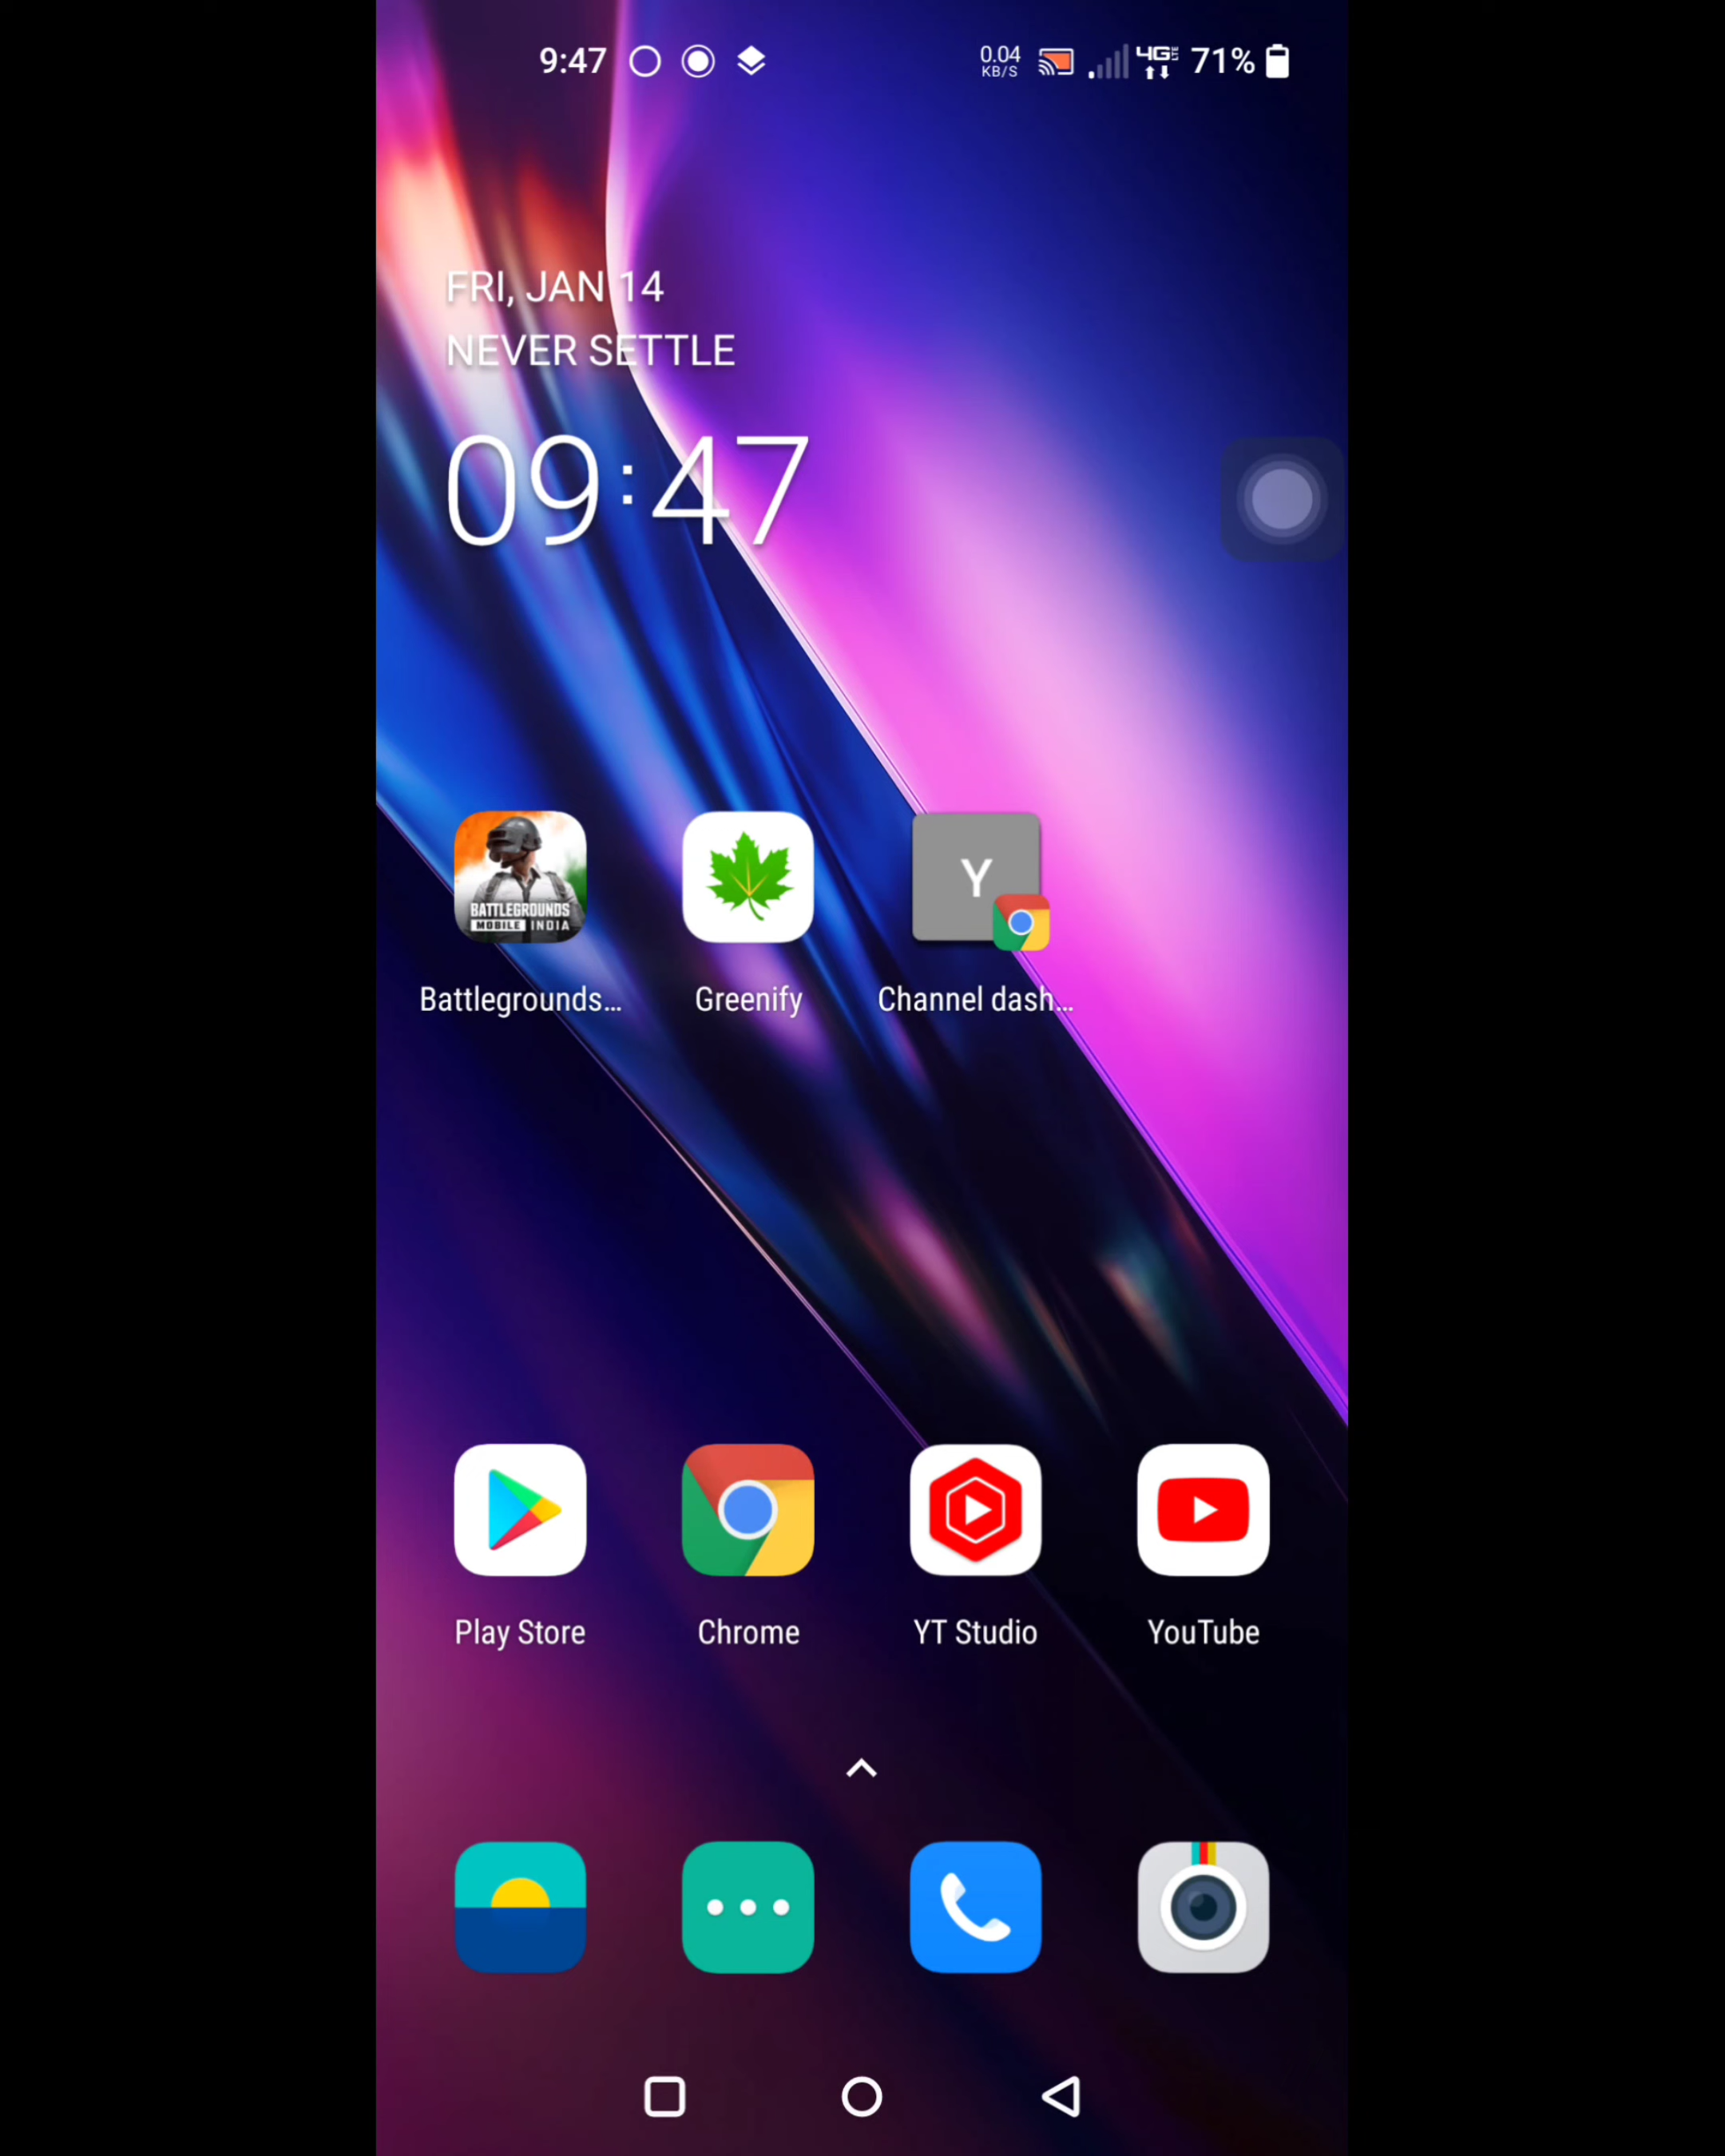 9:47
0.04
KB/S
4G LTE
71%
FRI, JAN 14
NEVER SETTLE
09:47
BATTLEGROUNDS
MOBILE INDIA
Y
Battlegrounds...
Greenify
Channel dash...
Play Store
Chrome
YT Studio
YouTube